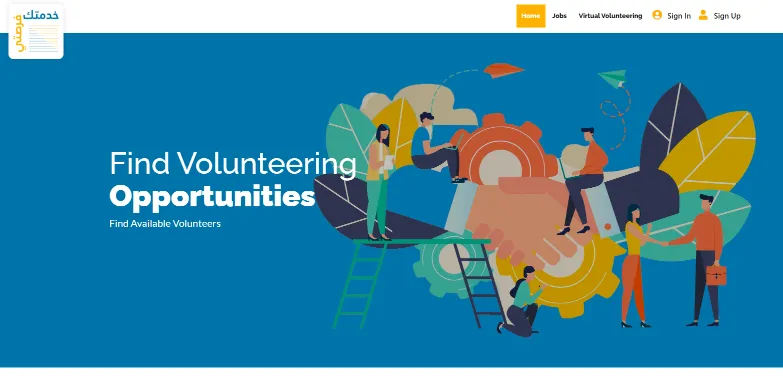 خدمتك
فرصتي
Home
Jobs
Virtual Volunteering
Sign In
Sign Up
Find Volunteering
Opportunities
Find Available Volunteers